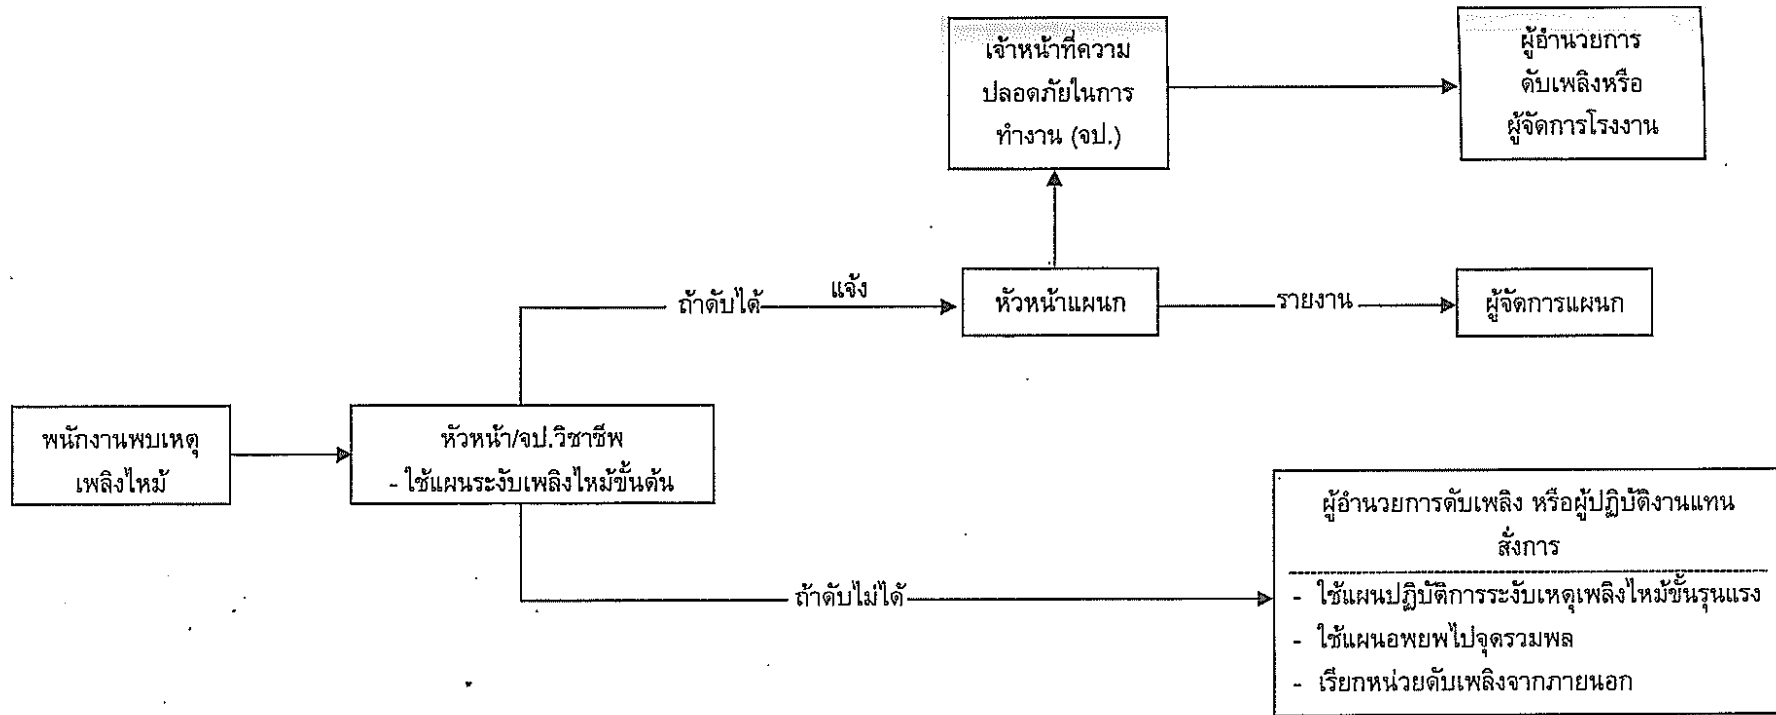 เจ้าหน้าที่ความ
ปลอดภัยในการ
ทำงาน (จป.)
ผู้อำนวยการ
ดับเพลิงหรือ
ผู้จัดการโรงงาน
ถ้าดับได้
แจ้ง
หัวหน้าแผนก
รายงาน
ผู้จัดการแผนก
พนักงานพบเหตุ
เพลิงไหม้
หัวหน้า/จป.วิชาชีพ
- ใช้แผนระงับเพลิงไหม้ขั้นต้น
ถ้าดับไม่ได้
ผู้อำนวยการดับเพลิง หรือผู้ปฏิบัติงานแทน
สั่งการ
- ใช้แผนปฏิบัติการระงับเหตุเพลิงไหม้ขั้นรุนแรง
- ใช้แผนอพยพไปจุดรวมพล
- เรียกหน่วยดับเพลิงจากภายนอก